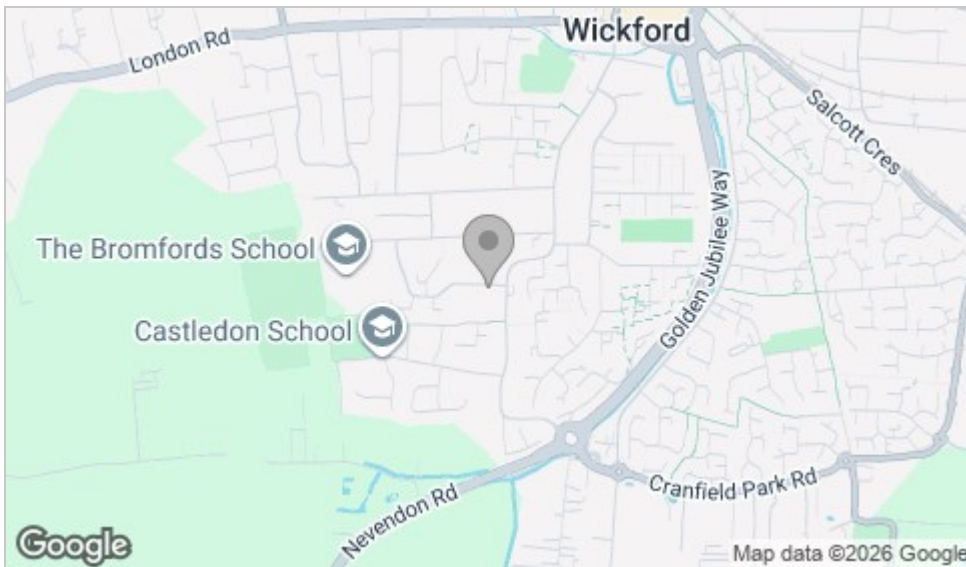 Wickford
London Rd
Salcott Cres
Golden Jubilee Way
The Bromfords School
Castledon School
Cranfield Park Rd
Nevendon Rd
Google
Map data ©2026 Google